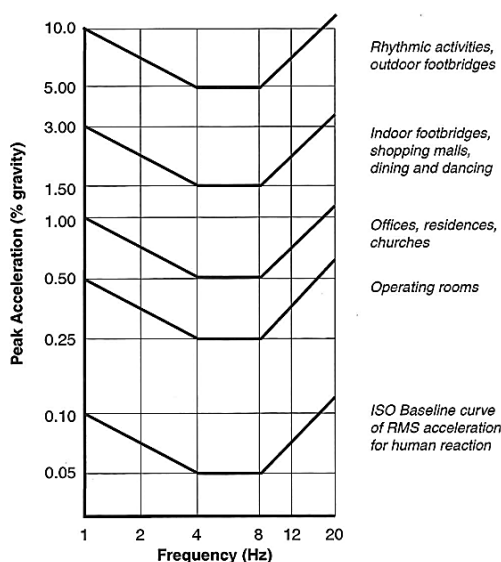 10.0
Rhythmic activities,
outdoor footbridges
5.00
3.00
Indoor footbridges,
shopping malls,
dining and dancing
1.50
1.00
Offices, residences,
churches
0.50
Operating rooms
0.25
0.10
ISO Baseline curve
of RMS acceleration
for human reaction
0.05
Peak Acceleration (% gravity)
1 2 4 8 12 20
Frequency (Hz)